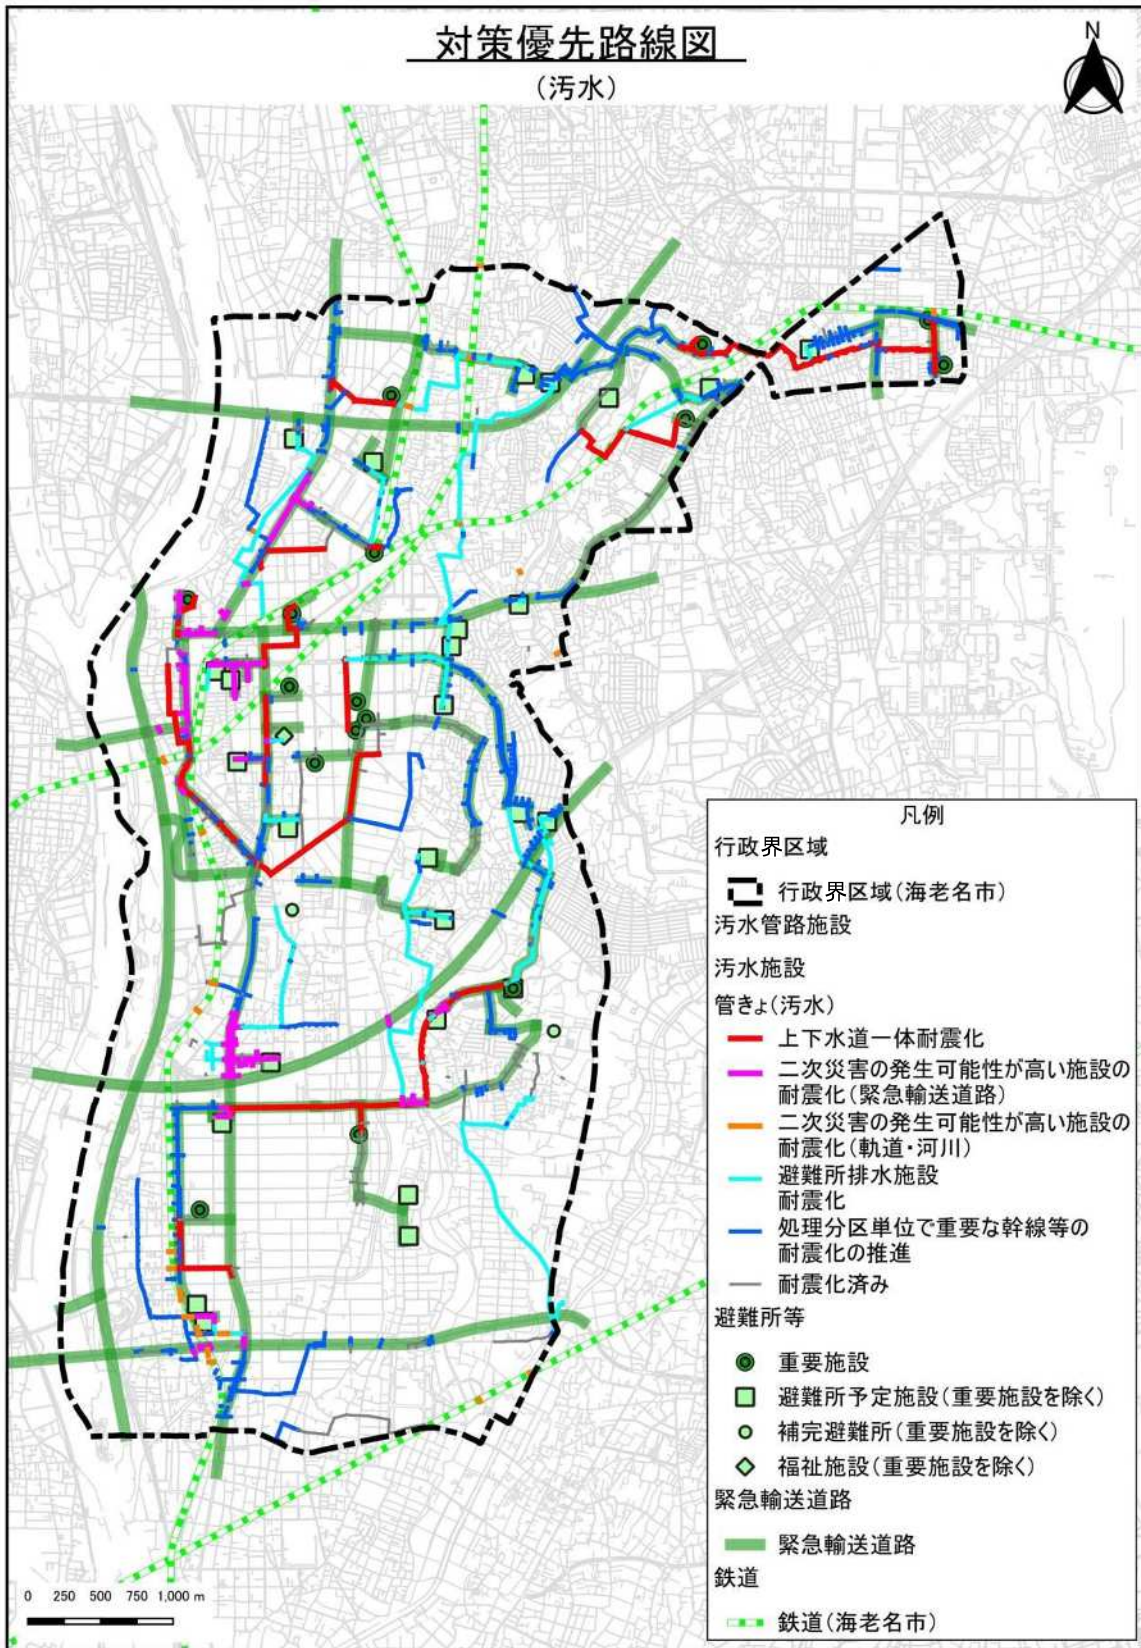 対策優先路線図
(汚水)
N
凡例
行政界区域
行政界区域(海老名市)
汚水管路施設
汚水施設
管きょ(汚水)
上下水道一体耐震化
二次災害の発生可能性が高い施設の
耐震化(緊急輸送道路)
二次災害の発生可能性が高い施設の
耐震化(軌道・河川)
避難所排水施設
耐震化
処理分区単位で重要な幹線等の
耐震化の推進
耐震化済み
避難所等
重要施設
避難所予定施設(重要施設を除く)
補完避難所(重要施設を除く)
福祉施設(重要施設を除く)
緊急輸送道路
緊急輸送道路
鉄道
鉄道(海老名市)
0 250 500 750 1,000 m